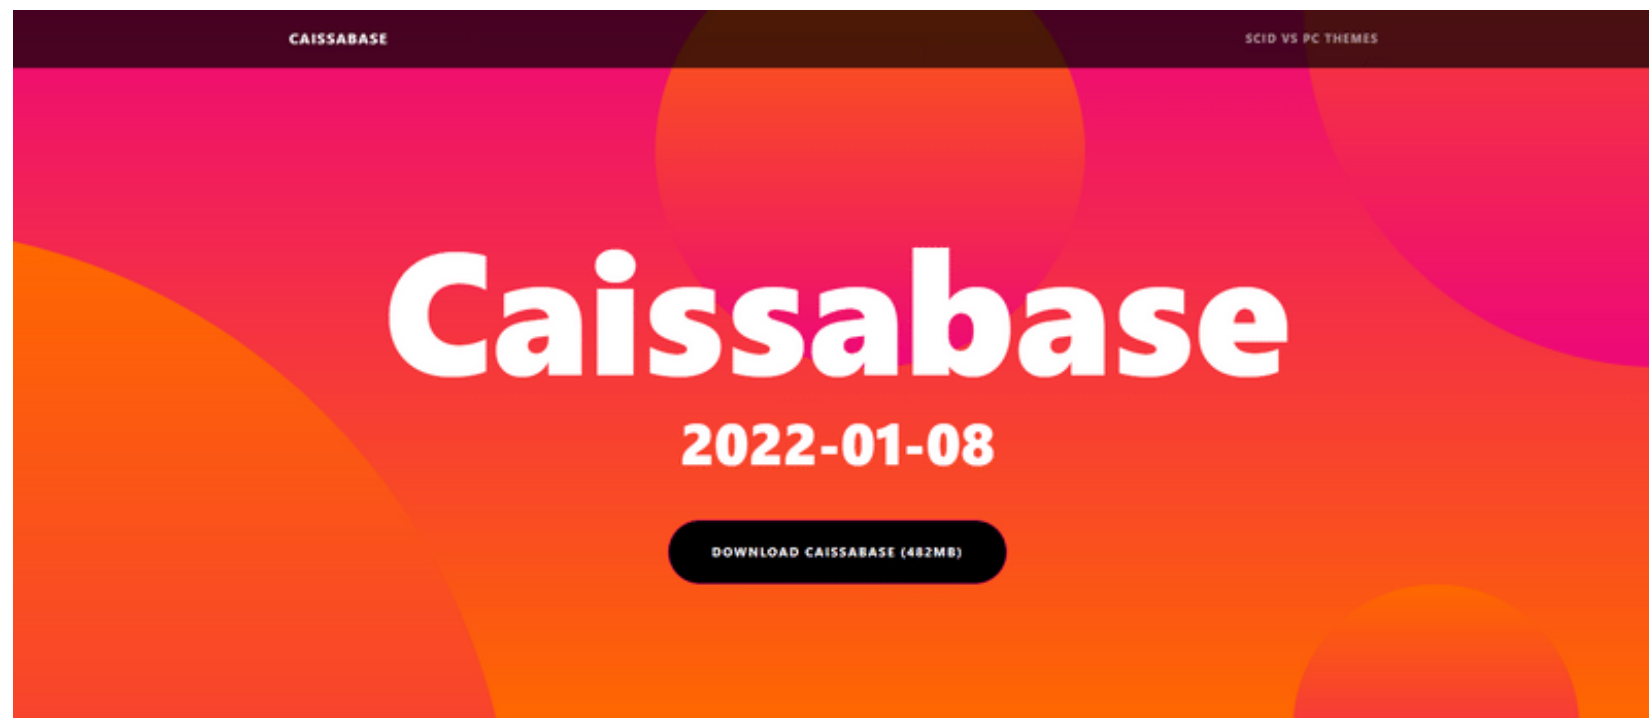 CAISSABASE
SCID VS PC THEMES
Caissabase
2022-01-08
DOWNLOAD CAISSABASE (482MB)